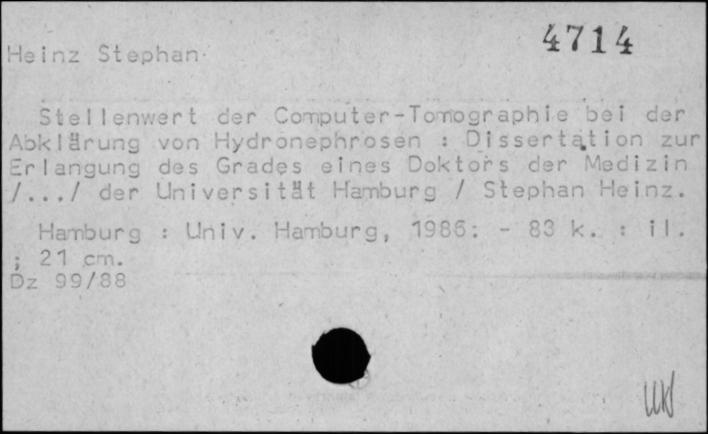 4714
Heinz Stephan
Stellenwert der Computer-Tomographie bei der
Abklärung von Hydronephrosen : Dissertation zur
Erlangung des Grades eines Doktors der Medizin
/.../ der Universität Hamburg / Stephan Heinz.
Hamburg : Univ. Hamburg, 1986. - 83 k. : il.
; 21 cm.
Dz 99/88